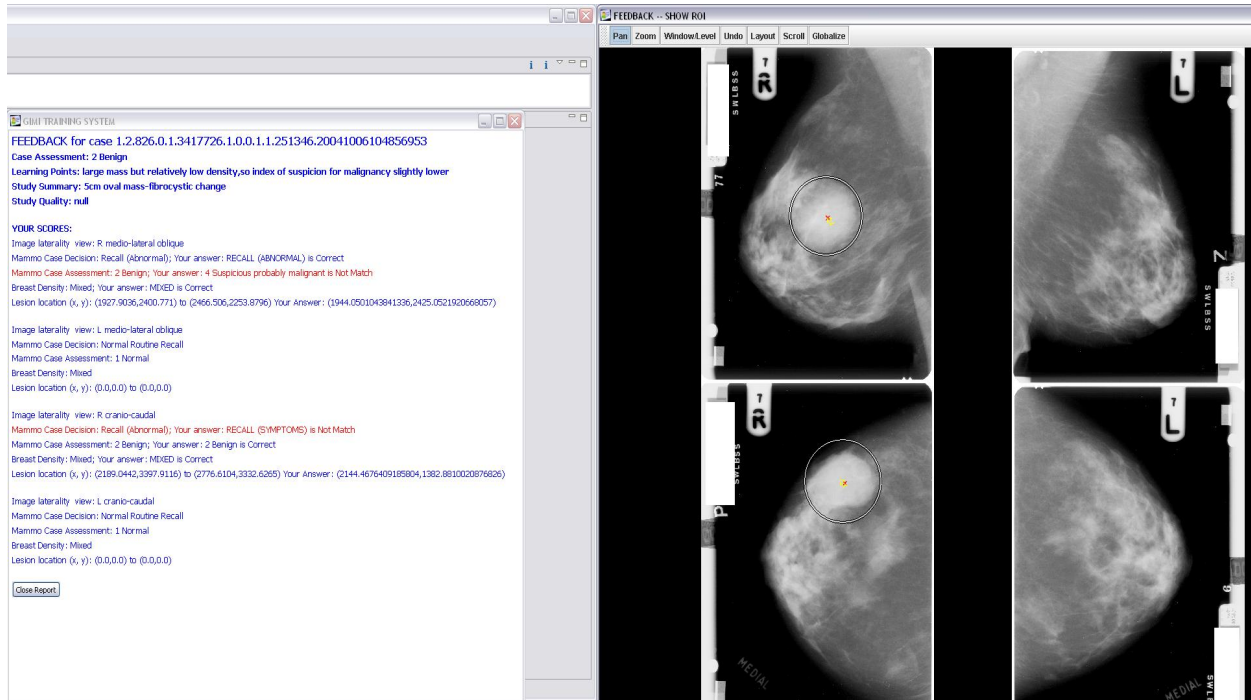 FEEDBACK -- SHOW ROI
Pan Zoom Window/Level Undo Layout Scroll Globalize
i i
GIMI TRAINING SYSTEM
FEEDBACK for case 1.2.826.0.1.3417726.1.0.0.1.1.251346.20041006104856953
Case Assessment: 2 Benign
Learning Points: large mass but relatively low density,so index of suspicion for malignancy slightly lower
Study Summary: 5cm oval mass-fibrocystic change
Study Quality: null
YOUR SCORES:
Image laterality view: R medio-lateral oblique
Mammo Case Decision: Recall (Abnormal); Your answer: RECALL (ABNORMAL) is Correct
Mammo Case Assessment: 2 Benign; Your answer: 4 Suspicious probably malignant is Not Match
Breast Density: Mixed; Your answer: MIXED is Correct
Lesion location (x, y): (1927.9036,2400.771) to (2466.506,2253.8796) Your Answer: (1944.0501043841336,2425.0521920668057)
Image laterality view: L medio-lateral oblique
Mammo Case Decision: Normal Routine Recall
Mammo Case Assessment: 1 Normal
Breast Density: Mixed
Lesion location (x, y): (0.0,0.0) to (0.0,0.0)
Image laterality view: R cranio-caudal
Mammo Case Decision: Recall (Abnormal); Your answer: RECALL (SYMPTOMS) is Not Match
Mammo Case Assessment: 2 Benign; Your answer: 2 Benign is Correct
Breast Density: Mixed; Your answer: MIXED is Correct
Lesion location (x, y): (2189.0442,3397.9116) to (2776.6104,3332.6265) Your Answer: (2144.4676409185804,1382.8810020876826)
Image laterality view: L cranio-caudal
Mammo Case Decision: Normal Routine Recall
Mammo Case Assessment: 1 Normal
Breast Density: Mixed
Lesion location (x, y): (0.0,0.0) to (0.0,0.0)
Close Report
7
R
SWLBSS
77
7
L
SWLBSS
7
R
SWLBSS
MEDIAL
7
L
MEDIAL